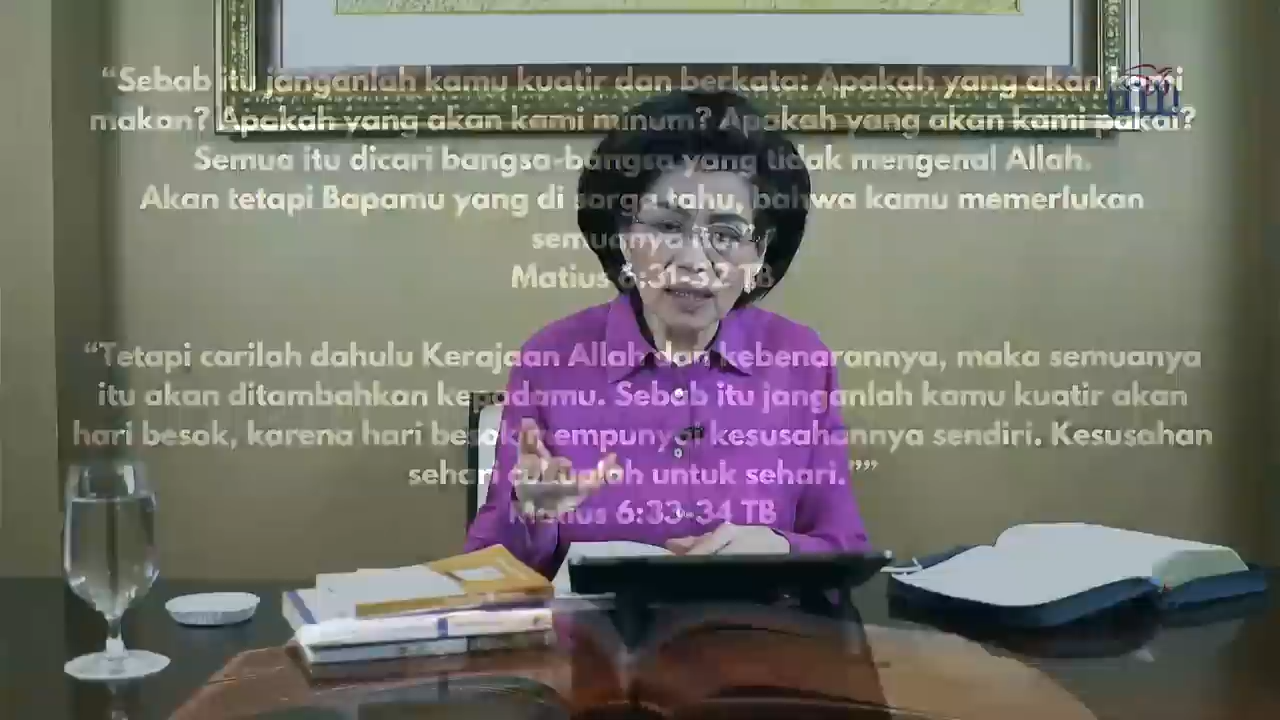 “Sebab itu janganlah kamu kuatir dan berkata: Apakah yang akan kami
makan? Apakah yang akan kami minum? Apakah yang akan kami pakai?
Semua itu dicari bangsa-bangsa yang tidak mengenal Allah.
Akan tetapi Bapamu yang di sorga tahu, bahwa kamu memerlukan
semuanya itu.
Matius 6:31-32 TB
“Tetapi carilah dahulu Kerajaan Allah dan kebenarannya, maka semuanya
itu akan ditambahkan kepadamu. Sebab itu janganlah kamu kuatir akan
hari besok, karena hari besok mempunyai kesusahannya sendiri. Kesusahan
sehari cukuplah untuk sehari.””
Matius 6:33-34 TB